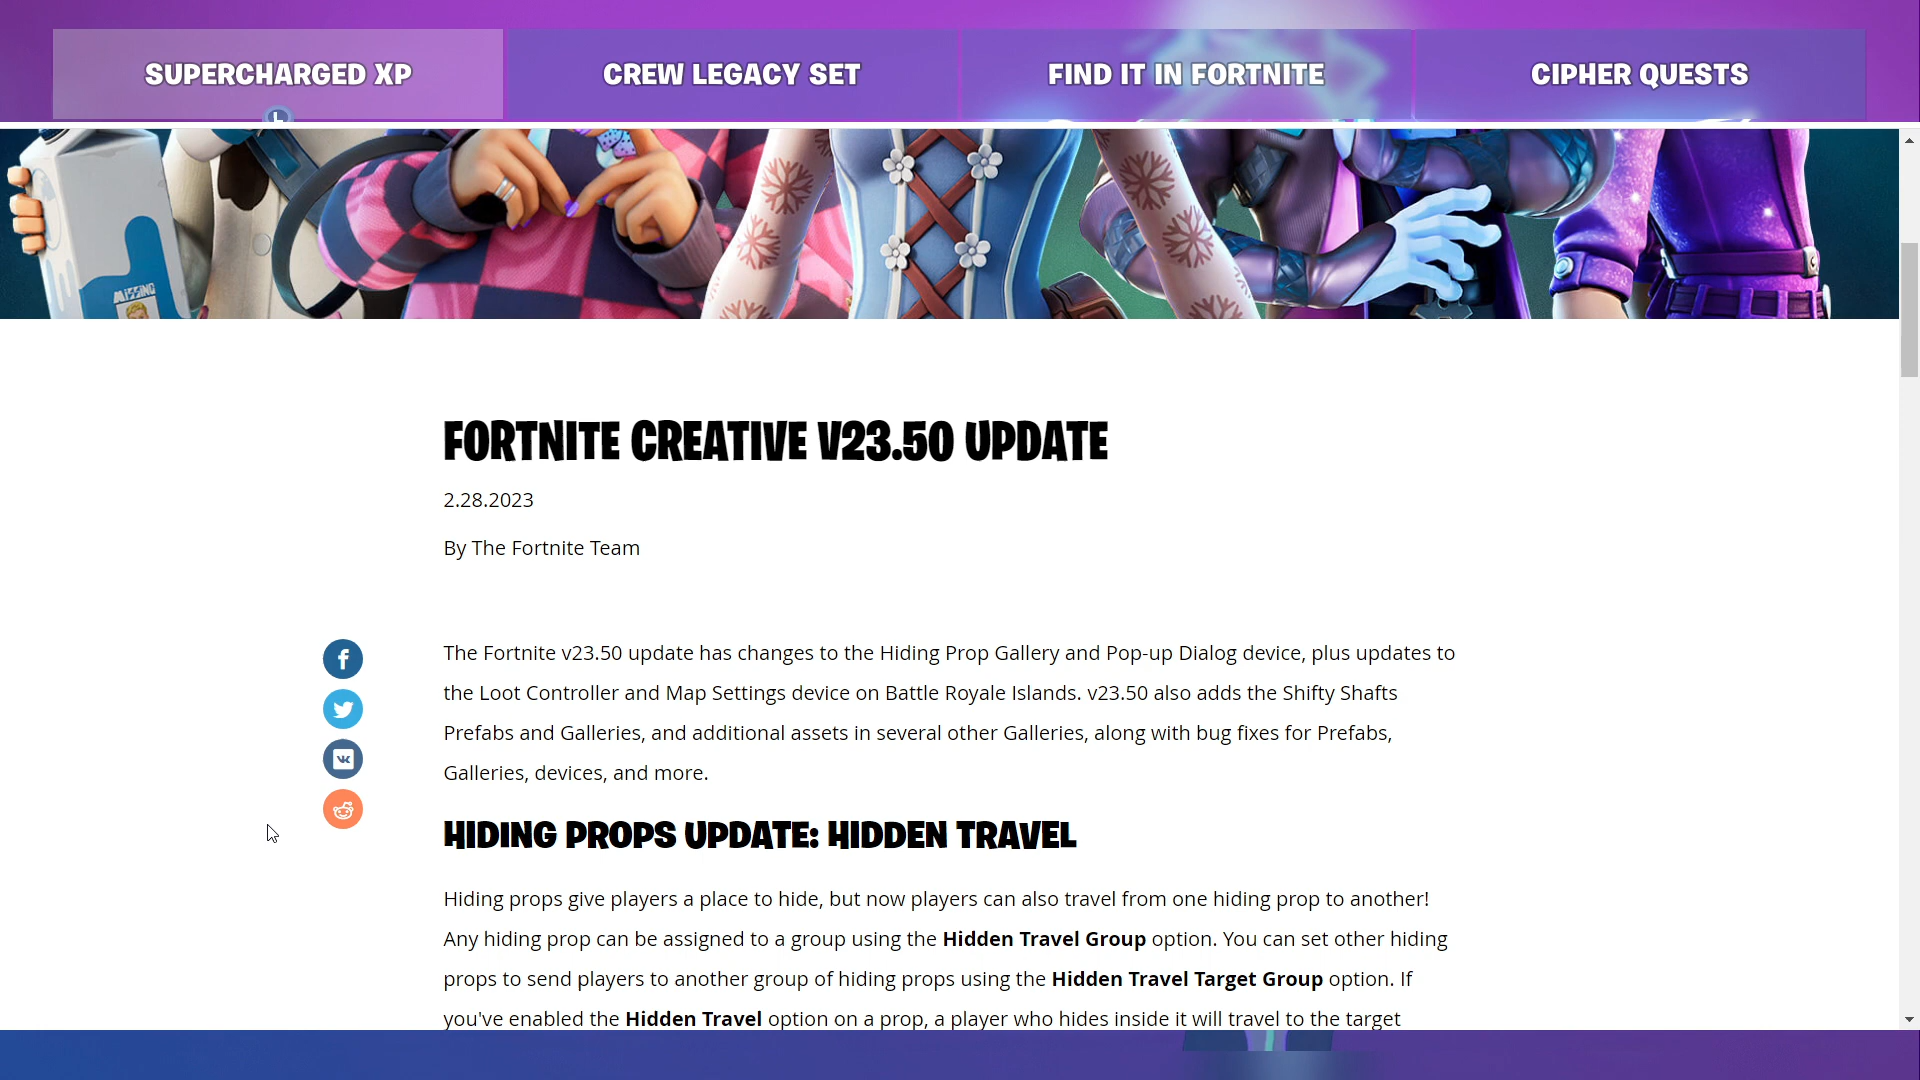 SUPERCHARGED XP
CREW LEGACY SET
FIND IT IN FORTNITE
CIPHER QUESTS
MISSING
FORTNITE CREATIVE V23.50 UPDATE
2.28.2023
By The Fortnite Team
The Fortnite v23.50 update has changes to the Hiding Prop Gallery and Pop-up Dialog device, plus updates to
the Loot Controller and Map Settings device on Battle Royale Islands. v23.50 also adds the Shifty Shafts
Prefabs and Galleries, and additional assets in several other Galleries, along with bug fixes for Prefabs,
Galleries, devices, and more.
HIDING PROPS UPDATE: HIDDEN TRAVEL
Hiding props give players a place to hide, but now players can also travel from one hiding prop to another!
Any hiding prop can be assigned to a group using the Hidden Travel Group option. You can set other hiding
props to send players to another group of hiding props using the Hidden Travel Target Group option. If
you've enabled the Hidden Travel option on a prop, a player who hides inside it will travel to the target